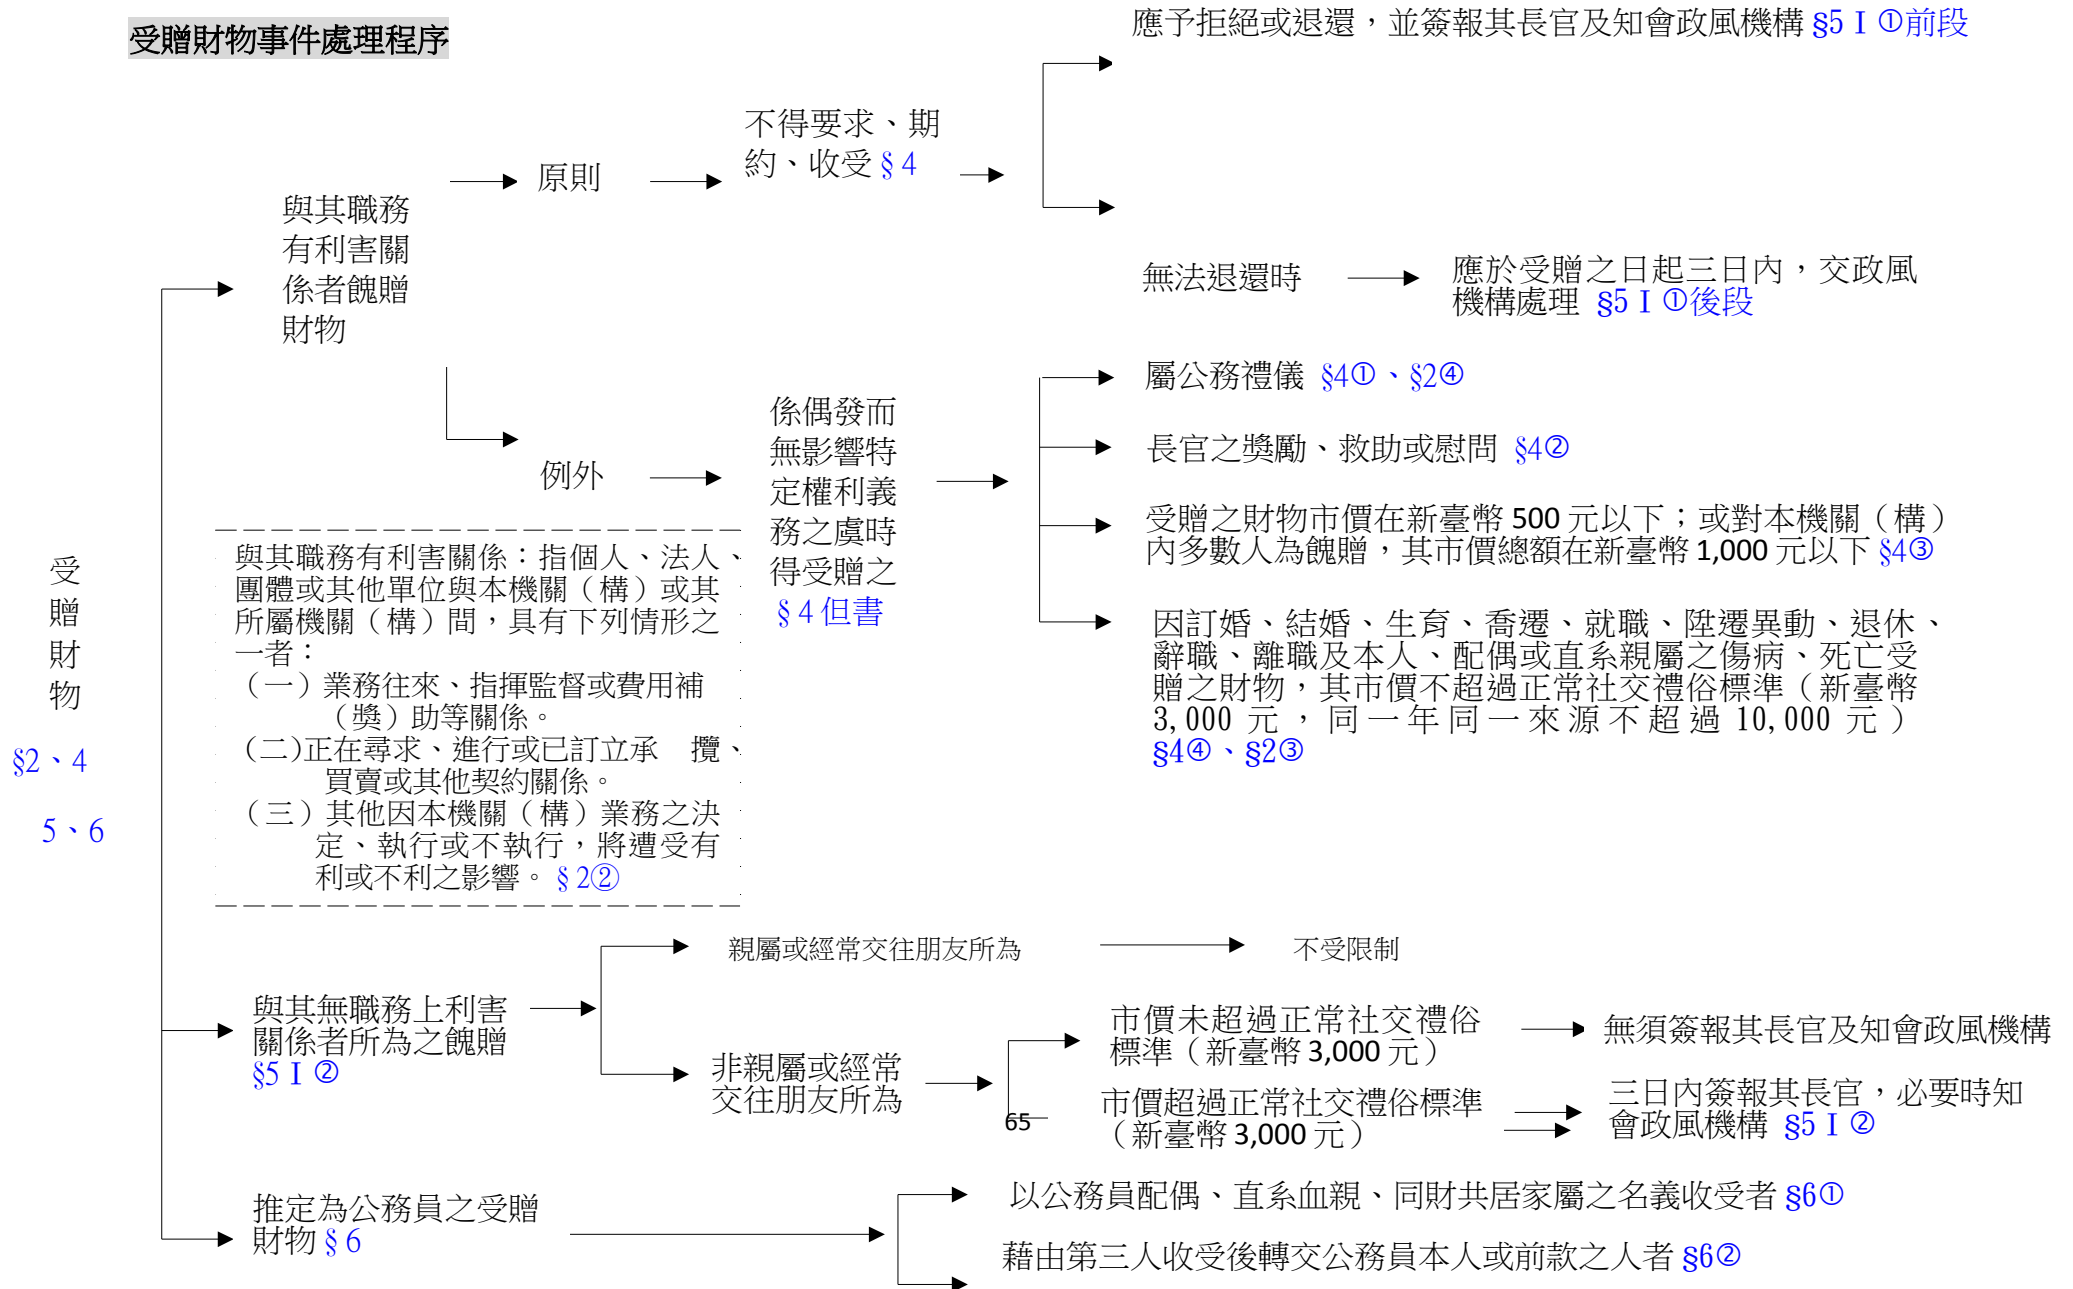 受贈財物事件處理程序
應予拒絕或退還，並簽報其長官及知會政風機構 §5 I ①前段
不得要求、期
約、收受 § 4
原則
與其職務
有利害關
係者餽贈
財物
無法退還時
應於受贈之日起三日內，交政風
機構處理 §5 I ①後段
例外
係偶發而
無影響特
定權利義
務之虞時
得受贈之
§ 4 但書
屬公務禮儀 §4①、§2④
長官之獎勵、救助或慰問 §4②
受贈之財物市價在新臺幣 500 元以下；或對本機關（構）
內多數人為餽贈，其市價總額在新臺幣 1,000 元以下 §4③
因訂婚、結婚、生育、喬遷、就職、陞遷異動、退休、
辭職、離職及本人、配偶或直系親屬之傷病、死亡受
贈之財物，其市價不超過正常社交禮俗標準（新臺幣
3,000 元，同一年同一來源不超過 10,000 元）
§4④、§2③
與其職務有利害關係：指個人、法人、
團體或其他單位與本機關（構）或其
所屬機關（構）間，具有下列情形之
一者：
（一）業務往來、指揮監督或費用補
（獎）助等關係。
（二)正在尋求、進行或已訂立承 攬、
買賣或其他契約關係。
（三）其他因本機關（構）業務之決
定、執行或不執行，將遭受有
利或不利之影響。§ 2②
受
贈
財
物
§2、4
5、6
親屬或經常交往朋友所為
不受限制
與其無職務上利害
關係者所為之餽贈
§5 I ②
非親屬或經常
交往朋友所為
市價未超過正常社交禮俗
標準（新臺幣 3,000 元）
無須簽報其長官及知會政風機構
65
市價超過正常社交禮俗標準
（新臺幣 3,000 元）
三日內簽報其長官，必要時知
會政風機構 §5 I ②
推定為公務員之受贈
財物 § 6
以公務員配偶、直系血親、同財共居家屬之名義收受者 §6①
藉由第三人收受後轉交公務員本人或前款之人者 §6②